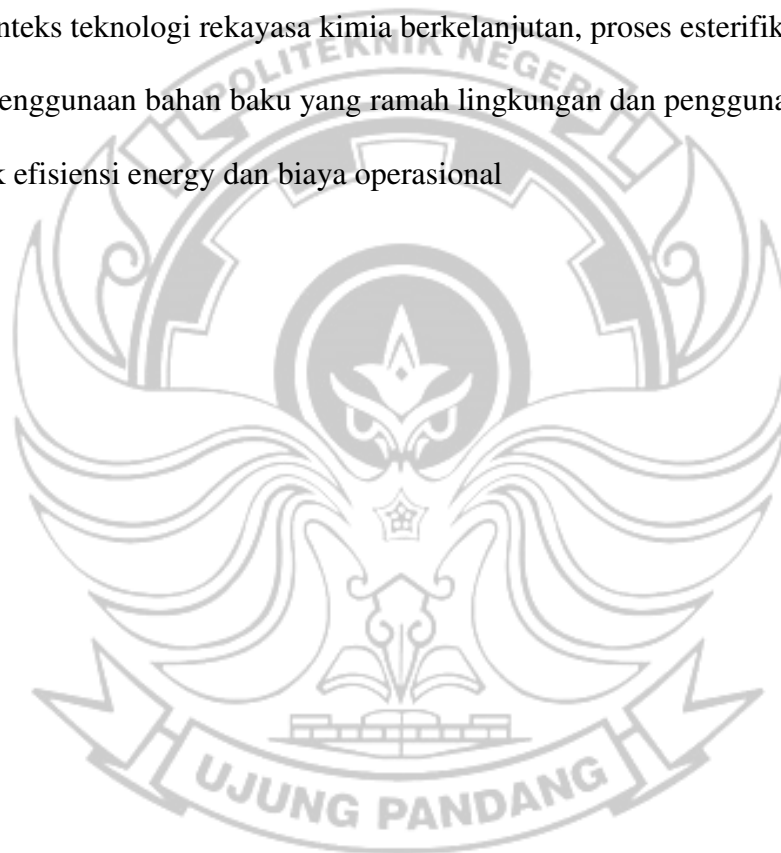 nteks teknologi rekayasa kimia berkelanjutan, proses esterifik
enggunaan bahan baku yang ramah lingkungan dan pengguna
k efisiensi energy dan biaya operasional
POLITEKNIK NEGERI
UJUNG PANDANG